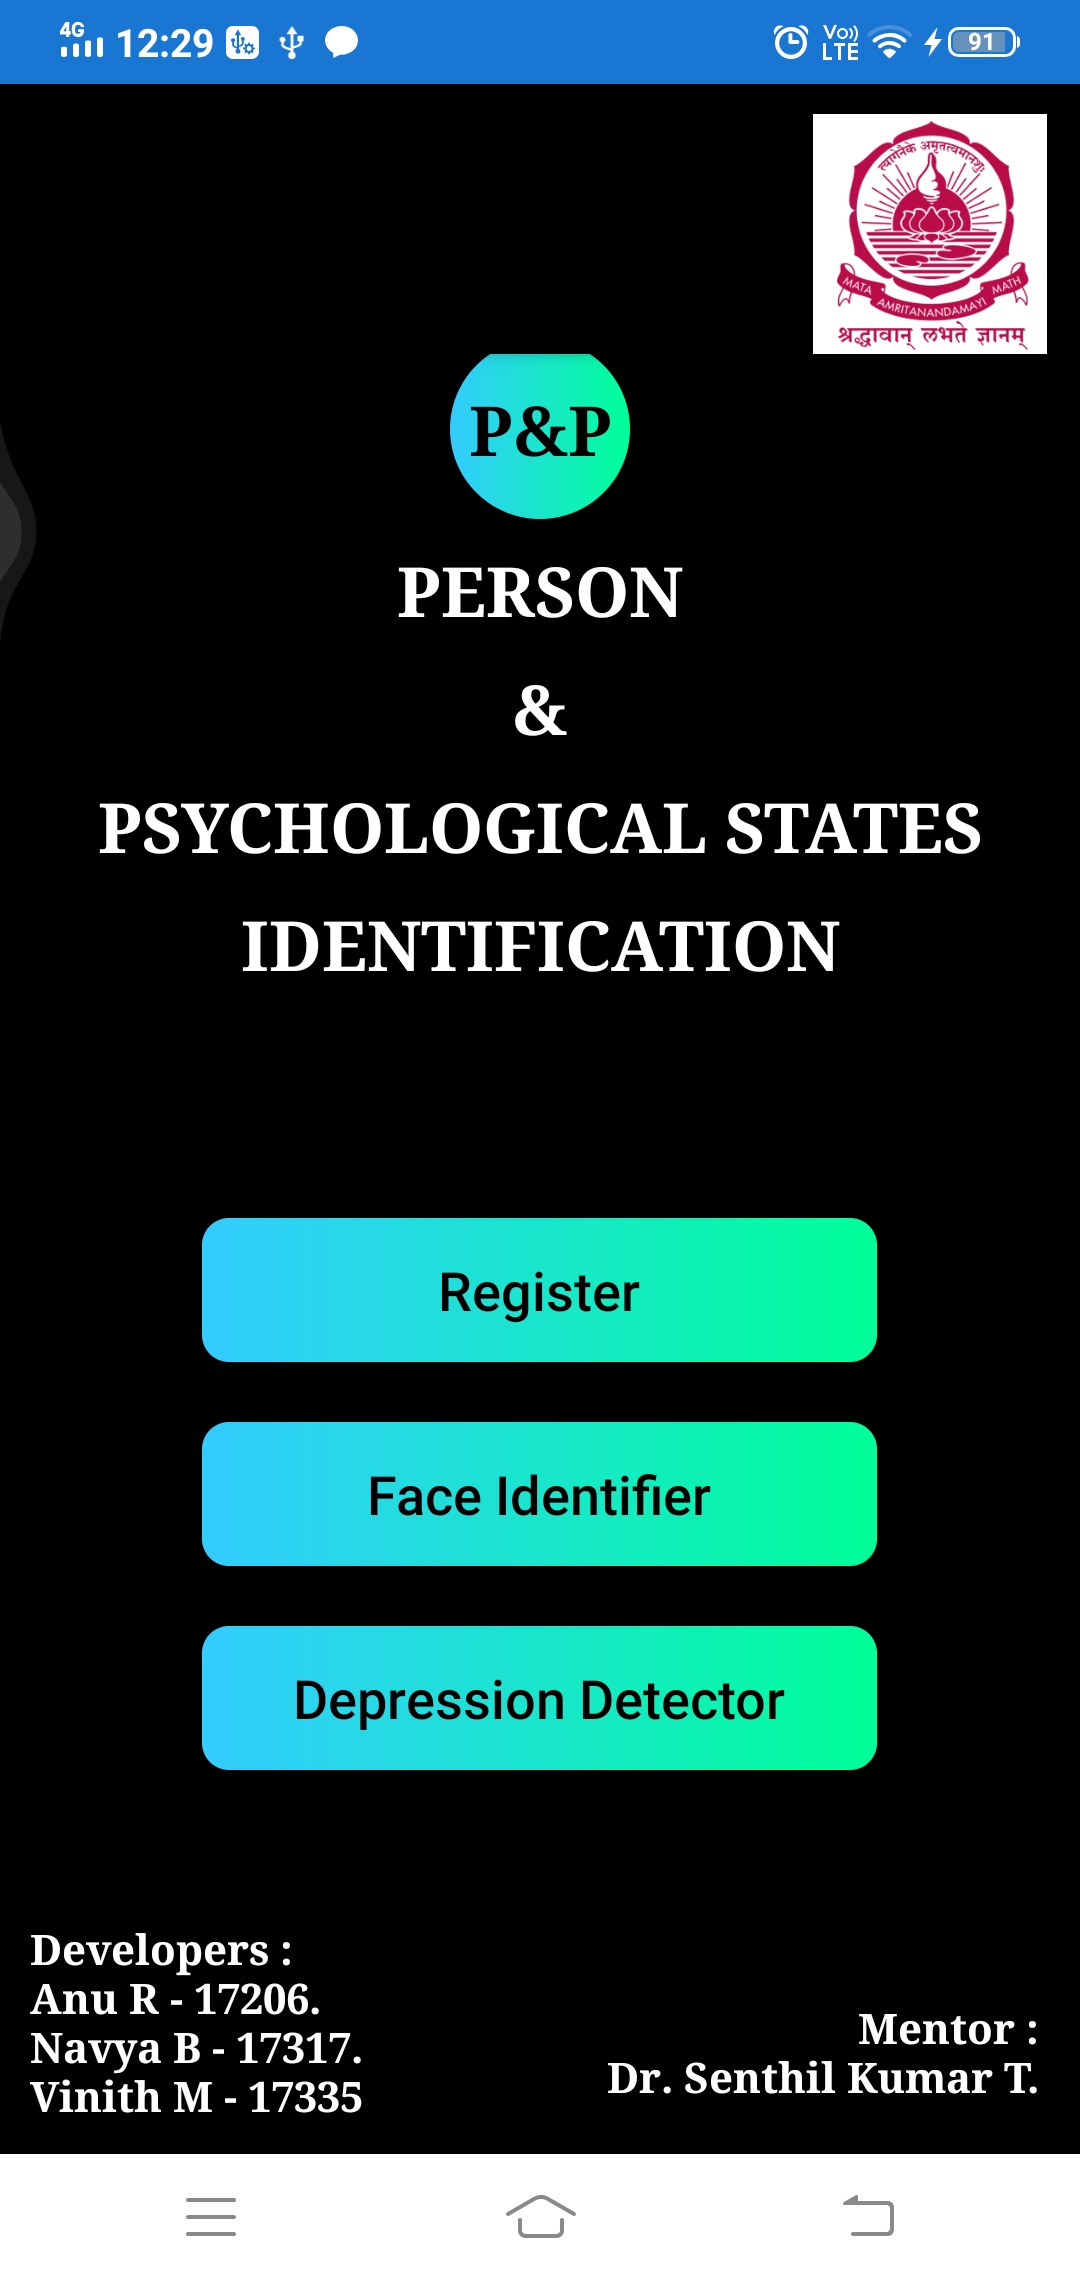 4G
12:29
Vo))
LTE
91
त्यागेनैके अमृतत्वमानशुः
MATA AMRITANANDAMAYI MATH
श्रद्धावान् लभते ज्ञानम्
P&P
PERSON
&
PSYCHOLOGICAL STATES
IDENTIFICATION
Register
Face Identifier
Depression Detector
Developers :
Anu R - 17206.
Navya B - 17317.
Vinith M - 17335
Mentor :
Dr. Senthil Kumar T.